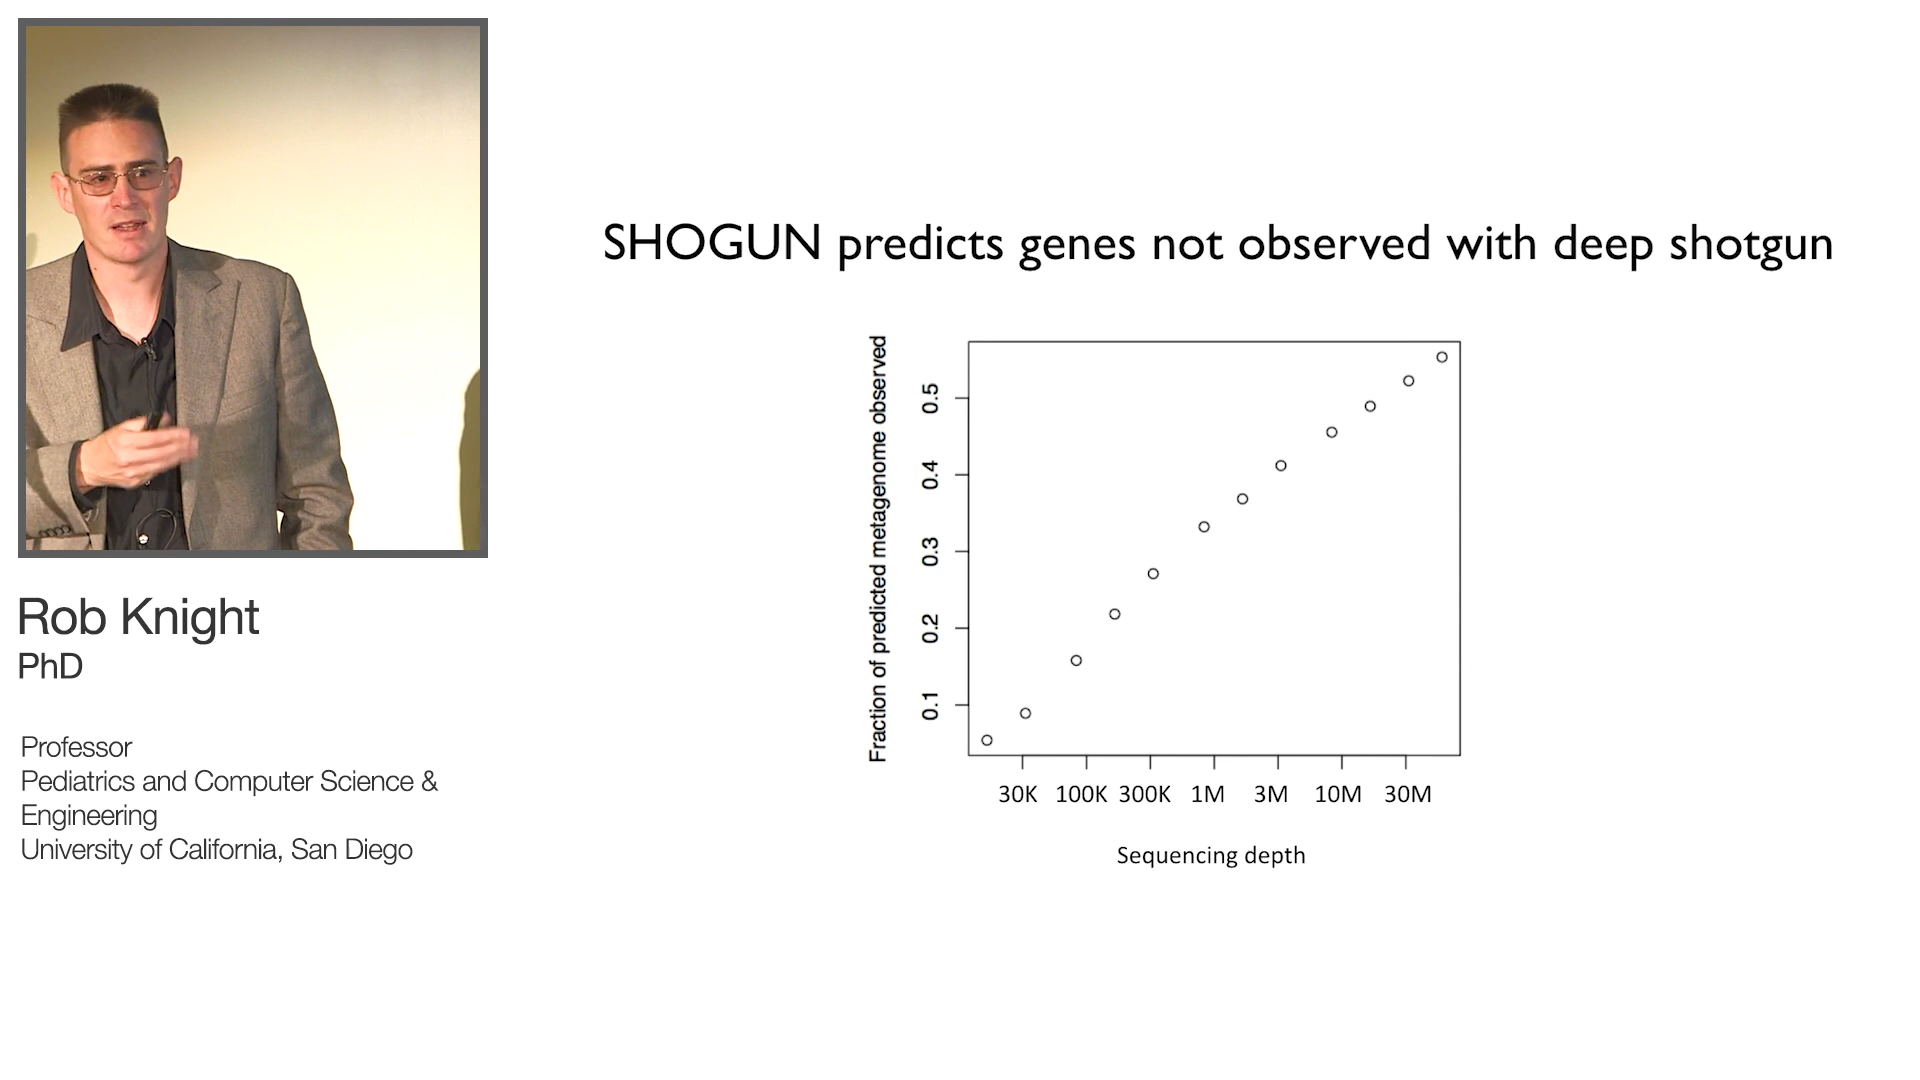 SHOGUN predicts genes not observed with deep shotgun
Fraction of predicted metagenome observed
0.5
0.4
0.3
0.2
0.1
30K 100K 300K 1M 3M 10M 30M
Sequencing depth
Rob Knight
PhD
Professor
Pediatrics and Computer Science &
Engineering
University of California, San Diego